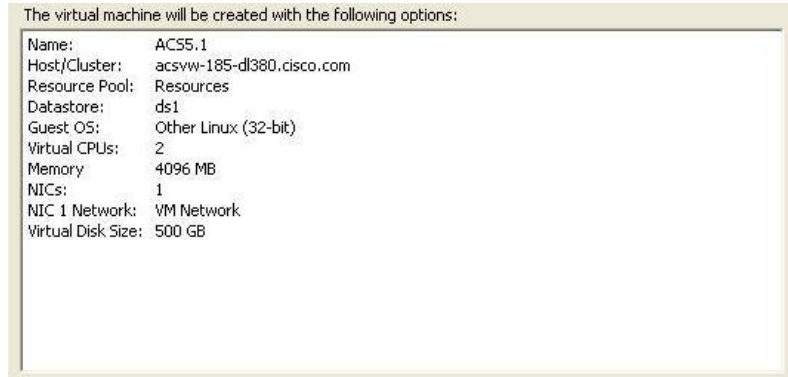 The virtual machine will be created with the following options:
Name: ACS5.1
Host/Cluster: acsvw-185-dl380.cisco.com
Resource Pool: Resources
Datastore: ds1
Guest OS: Other Linux (32-bit)
Virtual CPUs: 2
Memory 4096 MB
NICs: 1
NIC 1 Network: VM Network
Virtual Disk Size: 500 GB